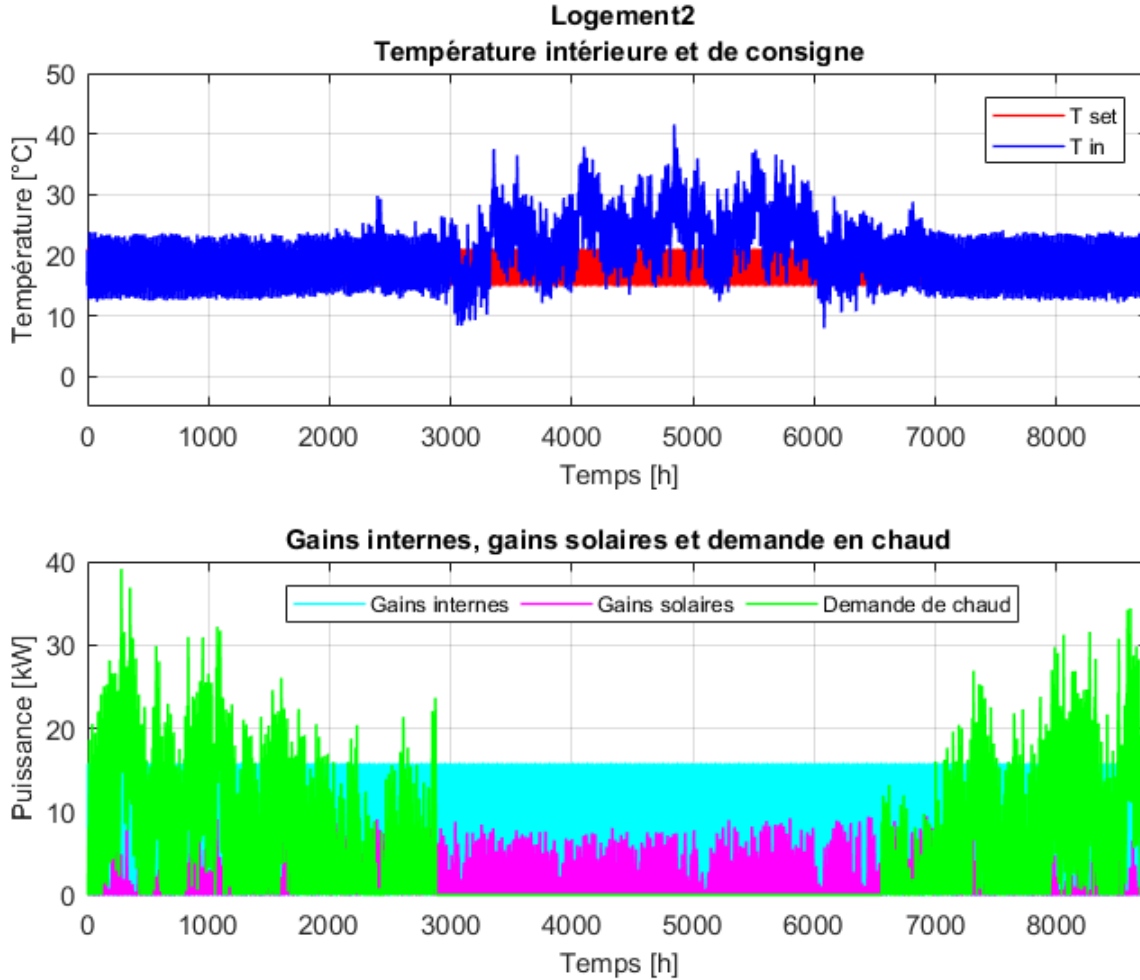 Logement2
Température intérieure et de consigne
50
40
30
20
10
0
Température [°C]
T set
T in
0 1000 2000 3000 4000 5000 6000 7000 8000
Temps [h]
Gains internes, gains solaires et demande en chaud
40
30
20
10
0
Puissance [kW]
Gains internes Gains solaires Demande de chaud
0 1000 2000 3000 4000 5000 6000 7000 8000
Temps [h]